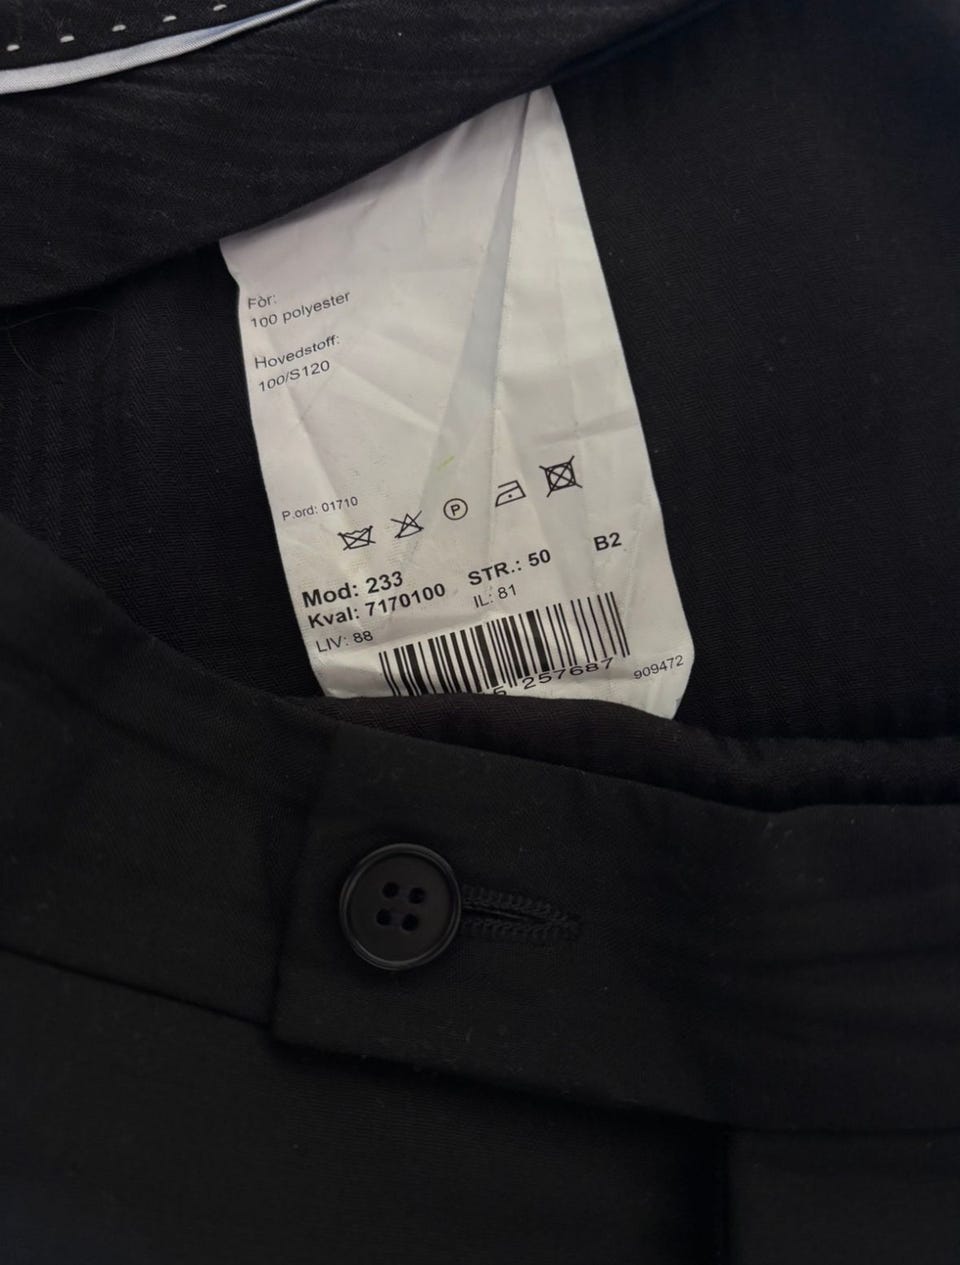 Fòr:
100 polyester
Hovedstoff:
100/S120
P.ord: 01710
P
Mod: 233 STR.: 50 B2
Kval: 7170100 IL: 81
LIV: 88
257687 909472